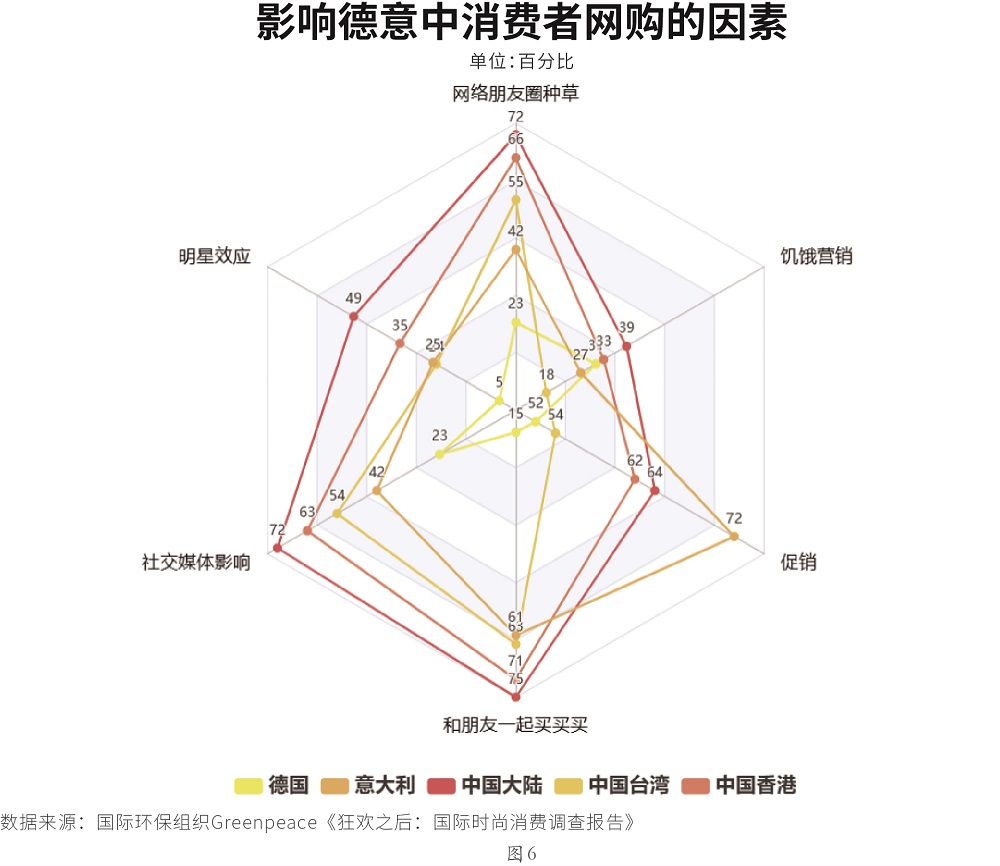 影响德意中消费者网购的因素
单位:百分比
网络朋友圈种草
72
66
55
42
23
明星效应
饥饿营销
49
35
25
39
33
27
18
5
52
15
54
23
42
54
63
72
62
64
72
社交媒体影响
促销
61
63
71
75
和朋友一起买买买
德国 意大利 中国大陆 中国台湾 中国香港
数据来源：国际环保组织Greenpeace《狂欢之后：国际时尚消费调查报告》
图6